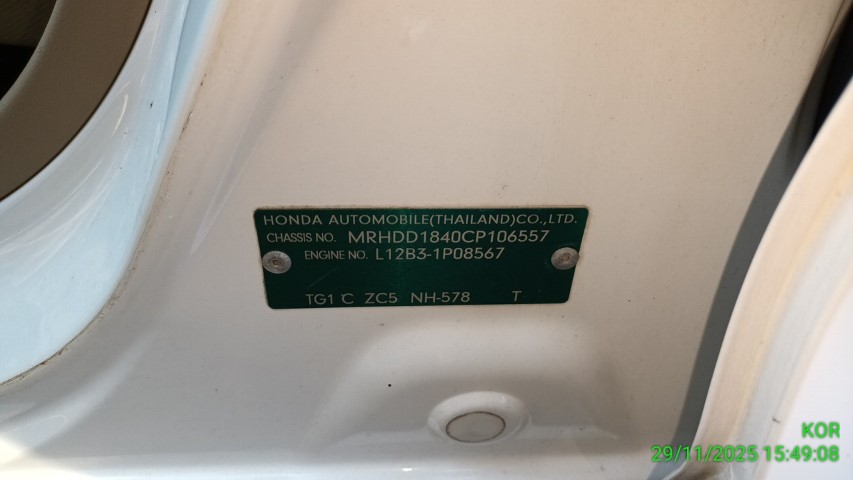 HONDA AUTOMOBILE(THAILAND)CO.,LTD.
CHASSIS NO. MRHDD1840CP106557
ENGINE NO. L12B3-1P08567
TG1 C ZC5 NH-578 T
KOR
29/11/2025 15:49:08